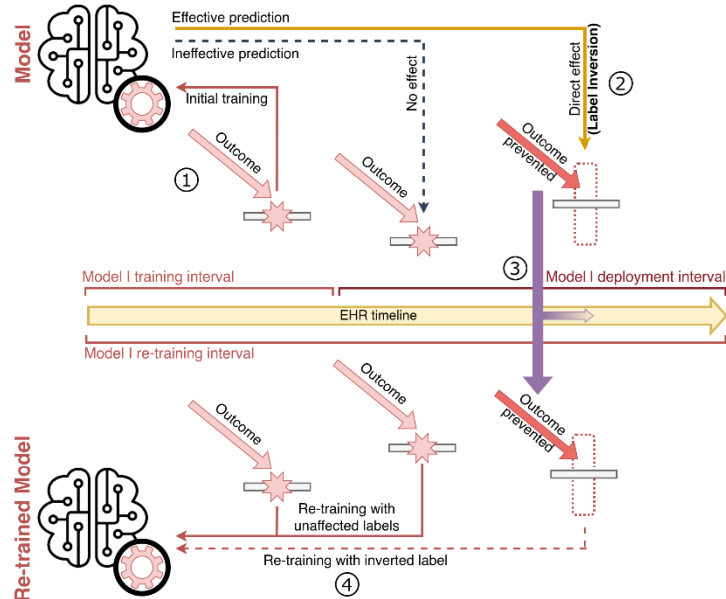 Effective prediction
Ineffective prediction
Model
Initial training
No effect
Direct effect
(Label Inversion)
②
Outcome
①
Outcome
Outcome
prevented
③
Model I training interval
Model I deployment interval
EHR timeline
Model I re-training interval
Outcome
Outcome
Outcome
prevented
Re-trained Model
Re-training with
unaffected labels
Re-training with inverted label
④